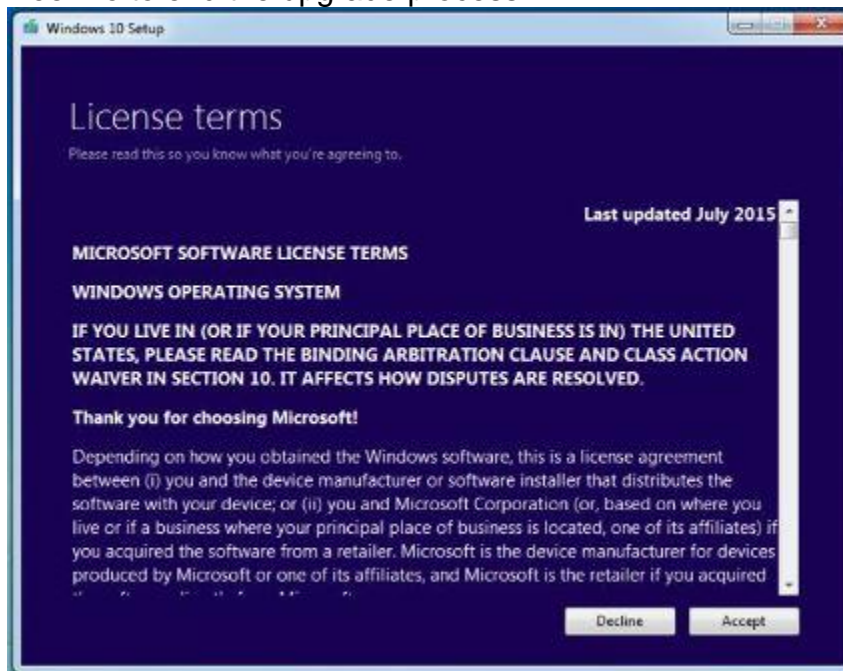 Windows 10 Setup
License terms
Please read this so you know what you're agreeing to.
Last updated July 2015
MICROSOFT SOFTWARE LICENSE TERMS
WINDOWS OPERATING SYSTEM
IF YOU LIVE IN (OR IF YOUR PRINCIPAL PLACE OF BUSINESS IS IN) THE UNITED
STATES, PLEASE READ THE BINDING ARBITRATION CLAUSE AND CLASS ACTION
WAIVER IN SECTION 10. IT AFFECTS HOW DISPUTES ARE RESOLVED.
Thank you for choosing Microsoft!
Depending on how you obtained the Windows software, this is a license agreement
between (i) you and the device manufacturer or software installer that distributes the
software with your device; or (ii) you and Microsoft Corporation (or, based on where you
live or if a business where your principal place of business is located, one of its affiliates) if
you acquired the software from a retailer. Microsoft is the device manufacturer for devices
produced by Microsoft or one of its affiliates, and Microsoft is the retailer if you acquired
Decline
Accept